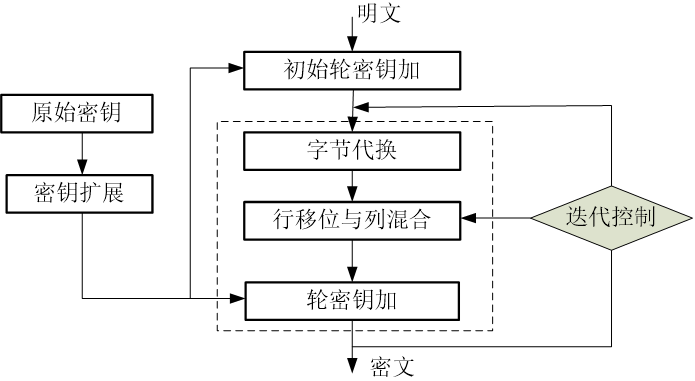 明文
初始轮密钥加
原始密钥
字节代换
密钥扩展
行移位与列混合
迭代控制
轮密钥加
密文